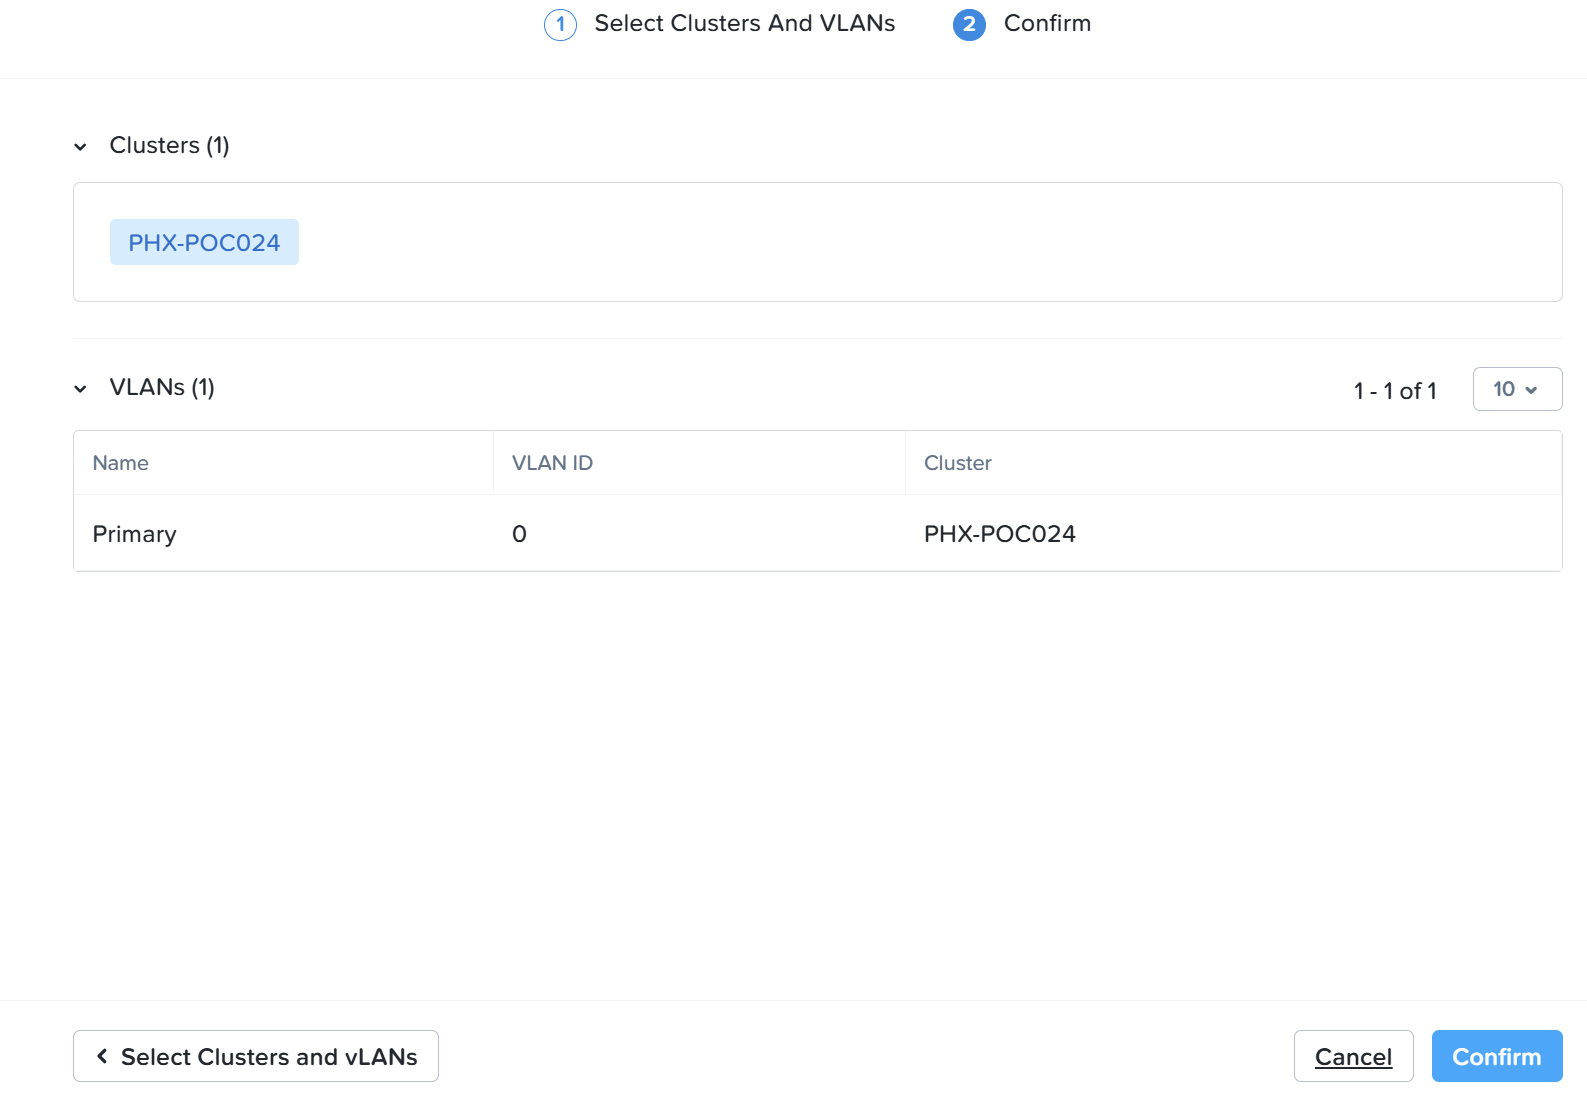 1 Select Clusters And VLANs 2 Confirm
Clusters (1)
PHX-POC024
VLANs (1) 1 - 1 of 1 10
Name VLAN ID Cluster
Primary 0 PHX-POC024
Select Clusters and vLANs Cancel Confirm